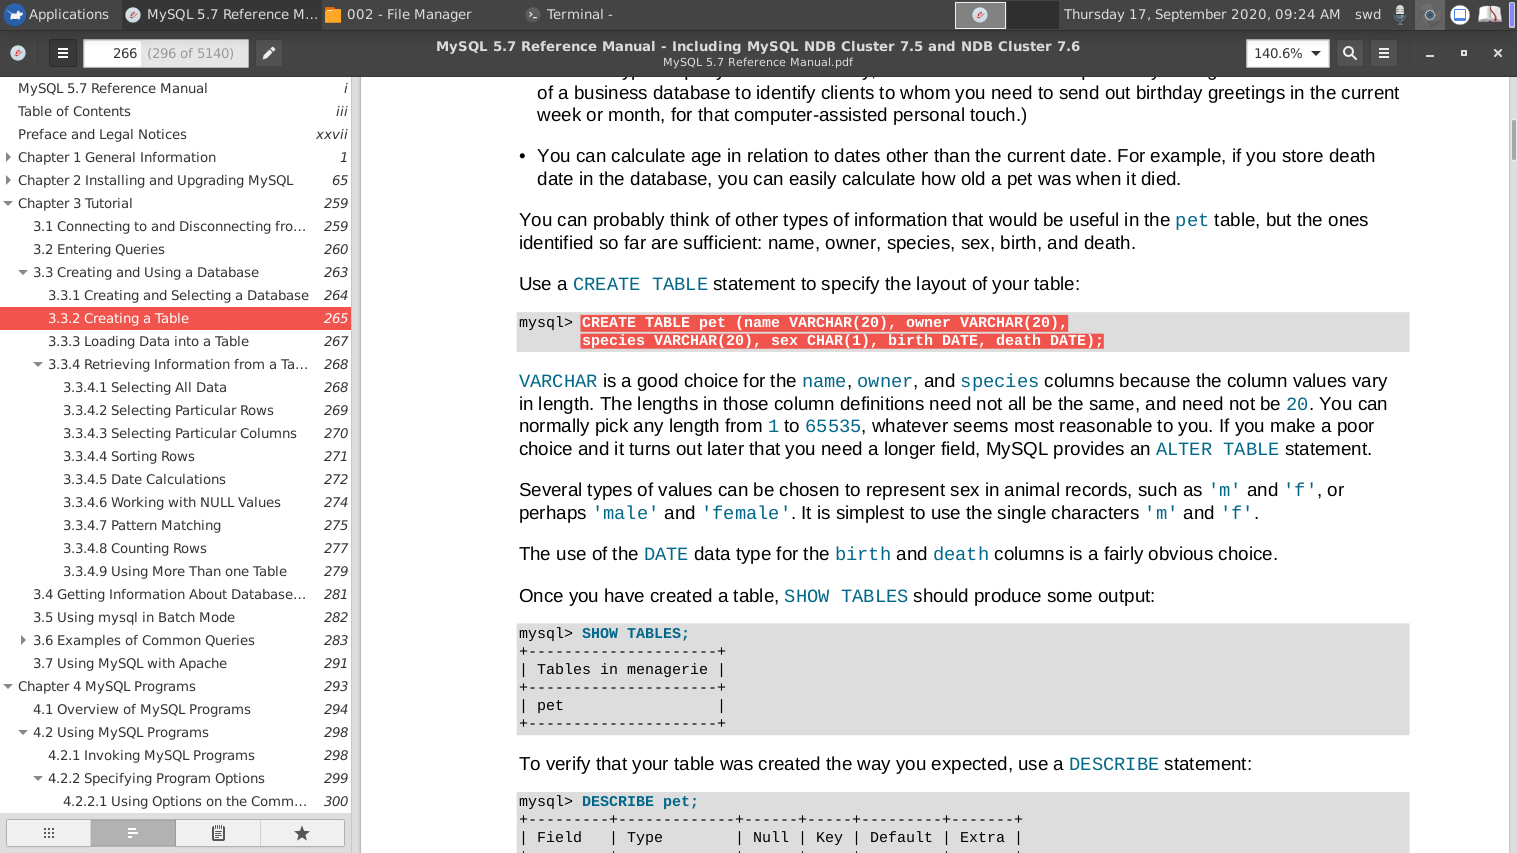 Applications
MySQL 5.7 Reference M...
002 - File Manager
Terminal -
Thursday 17, September 2020, 09:24 AM
swd
266 (296 of 5140)
MySQL 5.7 Reference Manual - Including MySQL NDB Cluster 7.5 and NDB Cluster 7.6
MySQL 5.7 Reference Manual.pdf
140.6%
MySQL 5.7 Reference Manual i
Table of Contents iii
Preface and Legal Notices xxvii
Chapter 1 General Information 1
Chapter 2 Installing and Upgrading MySQL 65
Chapter 3 Tutorial 259
3.1 Connecting to and Disconnecting fro... 259
3.2 Entering Queries 260
3.3 Creating and Using a Database 263
3.3.1 Creating and Selecting a Database 264
3.3.2 Creating a Table 265
3.3.3 Loading Data into a Table 267
3.3.4 Retrieving Information from a Ta... 268
3.3.4.1 Selecting All Data 268
3.3.4.2 Selecting Particular Rows 269
3.3.4.3 Selecting Particular Columns 270
3.3.4.4 Sorting Rows 271
3.3.4.5 Date Calculations 272
3.3.4.6 Working with NULL Values 274
3.3.4.7 Pattern Matching 275
3.3.4.8 Counting Rows 277
3.3.4.9 Using More Than one Table 279
3.4 Getting Information About Database... 281
3.5 Using mysql in Batch Mode 282
3.6 Examples of Common Queries 283
3.7 Using MySQL with Apache 291
Chapter 4 MySQL Programs 293
4.1 Overview of MySQL Programs 294
4.2 Using MySQL Programs 298
4.2.1 Invoking MySQL Programs 298
4.2.2 Specifying Program Options 299
4.2.2.1 Using Options on the Comm... 300
of a business database to identify clients to whom you need to send out birthday greetings in the current
week or month, for that computer-assisted personal touch.)
• You can calculate age in relation to dates other than the current date. For example, if you store death
date in the database, you can easily calculate how old a pet was when it died.
You can probably think of other types of information that would be useful in the pet table, but the ones
identified so far are sufficient: name, owner, species, sex, birth, and death.
Use a CREATE TABLE statement to specify the layout of your table:
mysql> CREATE TABLE pet (name VARCHAR(20), owner VARCHAR(20),
species VARCHAR(20), sex CHAR(1), birth DATE, death DATE);
VARCHAR is a good choice for the name, owner, and species columns because the column values vary
in length. The lengths in those column definitions need not all be the same, and need not be 20. You can
normally pick any length from 1 to 65535, whatever seems most reasonable to you. If you make a poor
choice and it turns out later that you need a longer field, MySQL provides an ALTER TABLE statement.
Several types of values can be chosen to represent sex in animal records, such as 'm' and 'f', or
perhaps 'male' and 'female'. It is simplest to use the single characters 'm' and 'f'.
The use of the DATE data type for the birth and death columns is a fairly obvious choice.
Once you have created a table, SHOW TABLES should produce some output:
mysql> SHOW TABLES;
+---------------------+
| Tables in menagerie |
+---------------------+
| pet                 |
+---------------------+
To verify that your table was created the way you expected, use a DESCRIBE statement:
mysql> DESCRIBE pet;
+---------+-------------+------+-----+---------+-------+
| Field   | Type        | Null | Key | Default | Extra |